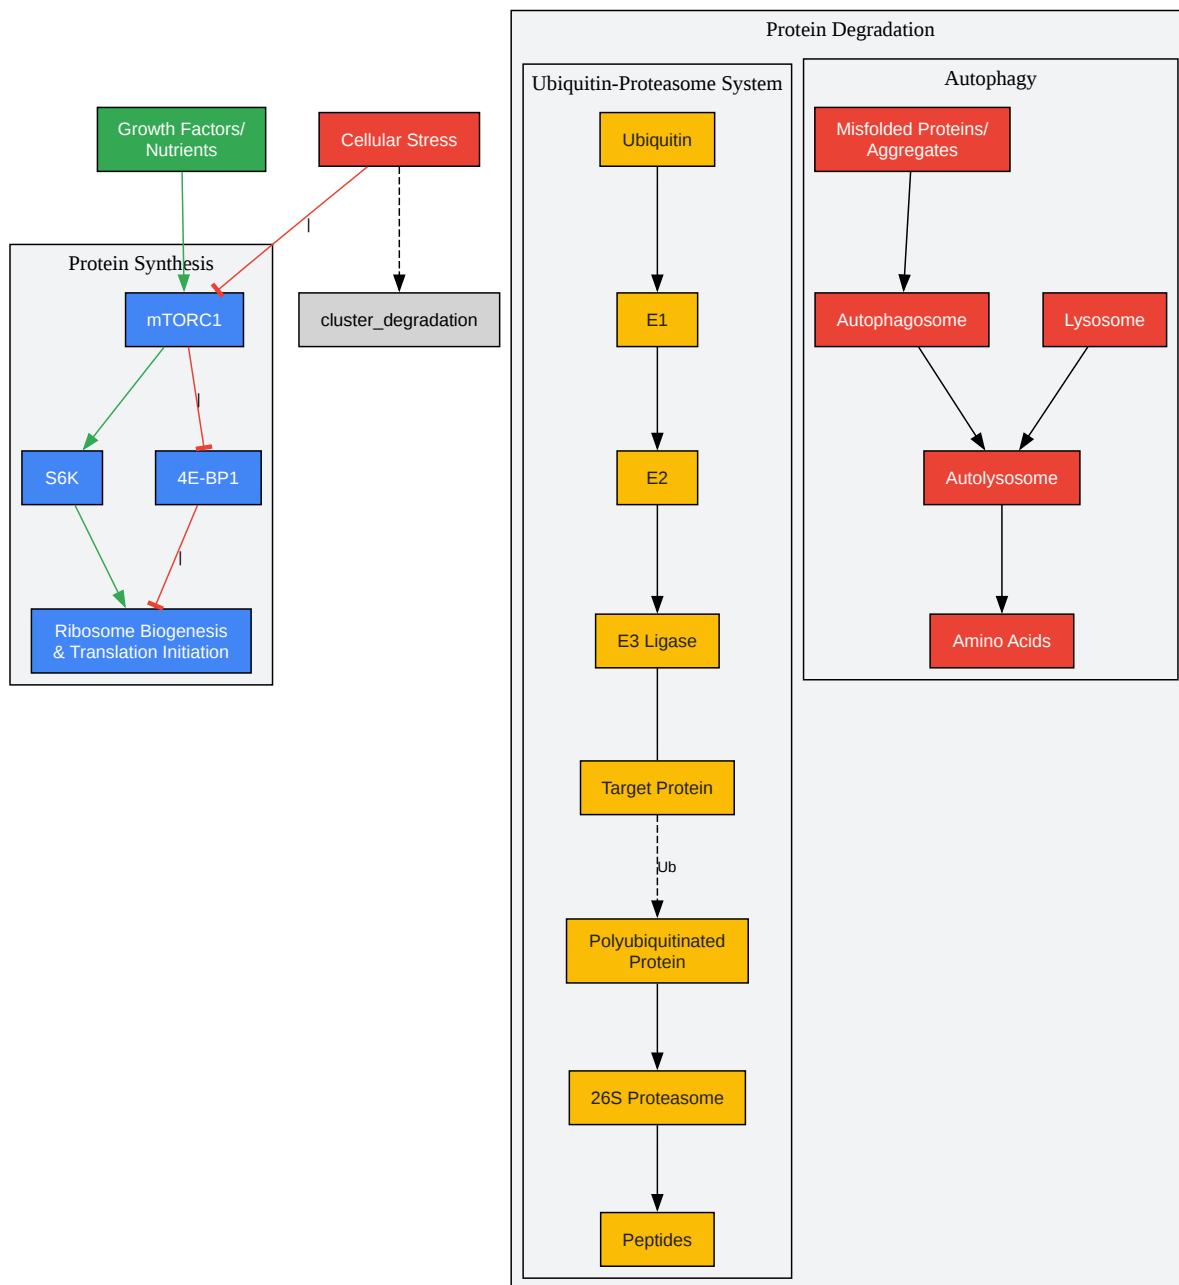 Protein Degradation
Ubiquitin-Proteasome System
Autophagy
Growth Factors/
Nutrients
Cellular Stress
Ubiquitin
Misfolded Proteins/
Aggregates
|
Protein Synthesis
mTORC1
cluster_degradation
E1
Autophagosome
Lysosome
|
S6K
4E-BP1
E2
Autolysosome
|
Ribosome Biogenesis
& Translation Initiation
E3 Ligase
Amino Acids
Target Protein
Ub
Polyubiquitinated
Protein
26S Proteasome
Peptides